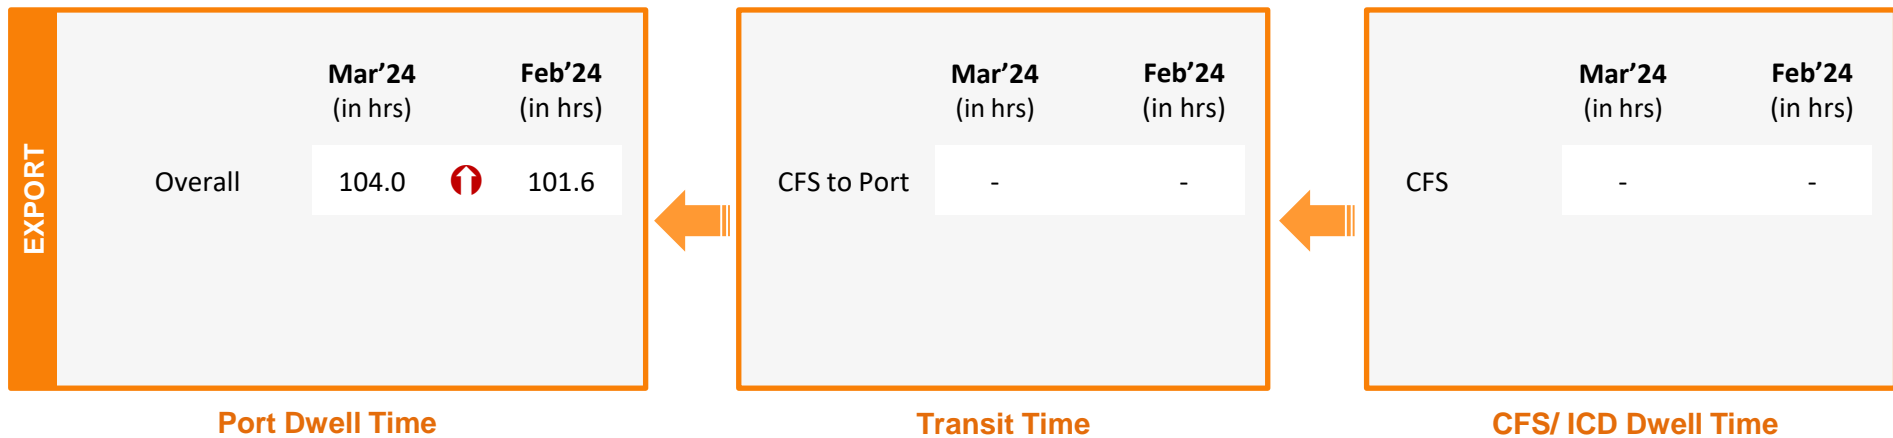 EXPORT
Mar’24 Feb’24
(in hrs) (in hrs)
Overall 104.0 101.6
Port Dwell Time
Mar’24 Feb’24
(in hrs) (in hrs)
CFS to Port - -
Transit Time
Mar’24 Feb’24
(in hrs) (in hrs)
CFS - -
CFS/ ICD Dwell Time